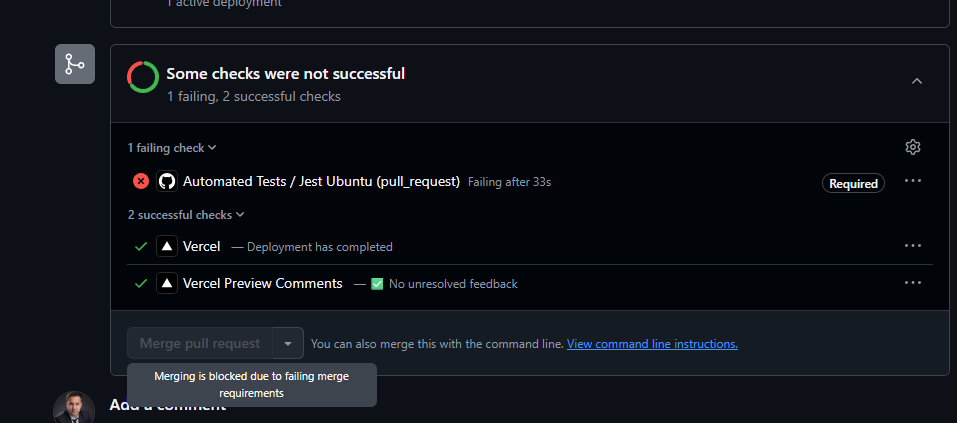 1 active deployment
Some checks were not successful
1 failing, 2 successful checks
1 failing check
Automated Tests / Jest Ubuntu (pull_request) Failing after 33s Required
2 successful checks
Vercel — Deployment has completed
Vercel Preview Comments — ✅ No unresolved feedback
Merge pull request You can also merge this with the command line. View command line instructions.
Merging is blocked due to failing merge
requirements
Add a comment